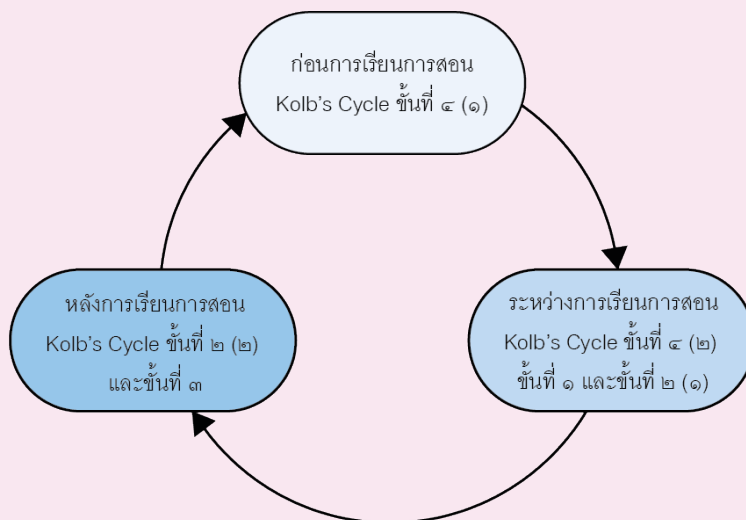 ก่อนการเรียนการสอน
Kolb's Cycle ขั้นที่ ๔ (๑)
ระหว่างการเรียนการสอน
Kolb's Cycle ขั้นที่ ๔ (๒)
ขั้นที่ ๑ และขั้นที่ ๒ (๑)
หลังการเรียนการสอน
Kolb's Cycle ขั้นที่ ๒ (๒)
และขั้นที่ ๓